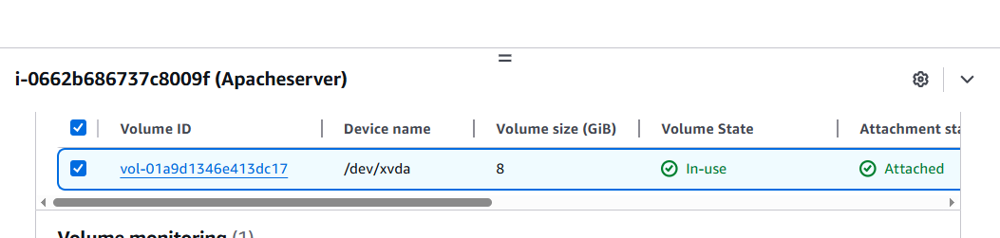 i-0662b686737c8009f (Apacheserver)
Volume ID Device name Volume size (GiB) Volume State Attachment sta
vol-01a9d1346e413dc17 /dev/xvda 8 In-use Attached
Volume monitoring (1)